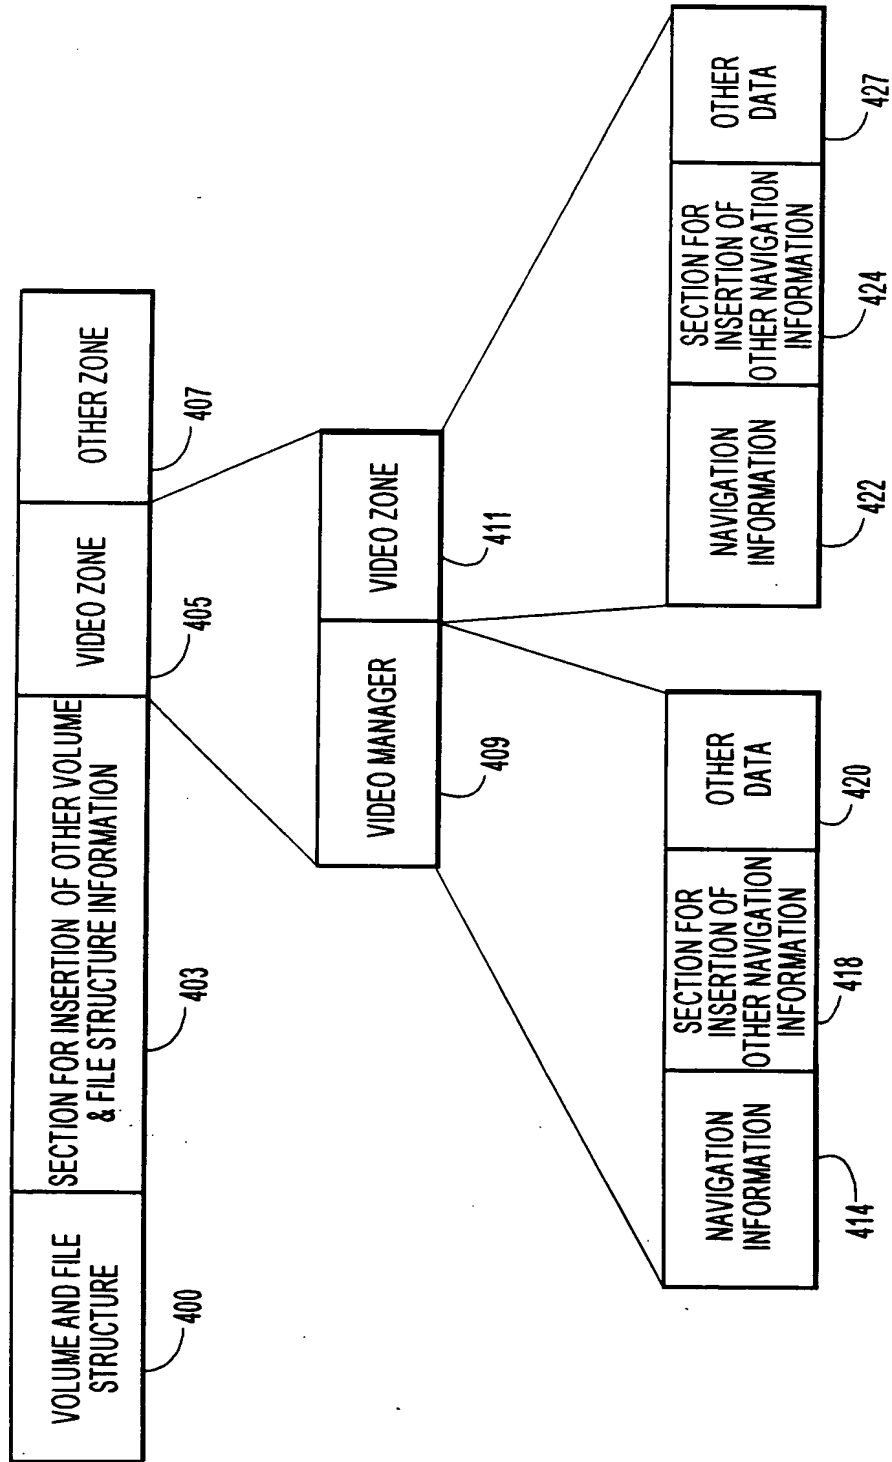 VOLUME AND FILE
STRUCTURE
400
SECTION FOR INSERTION OF OTHER VOLUME
& FILE STRUCTURE INFORMATION
403
VIDEO ZONE
405
OTHER ZONE
407
VIDEO MANAGER
409
VIDEO ZONE
411
NAVIGATION
INFORMATION
414
SECTION FOR
INSERTION OF
OTHER NAVIGATION
INFORMATION
418
OTHER
DATA
420
NAVIGATION
INFORMATION
422
SECTION FOR
INSERTION OF
OTHER NAVIGATION
INFORMATION
424
OTHER
DATA
427